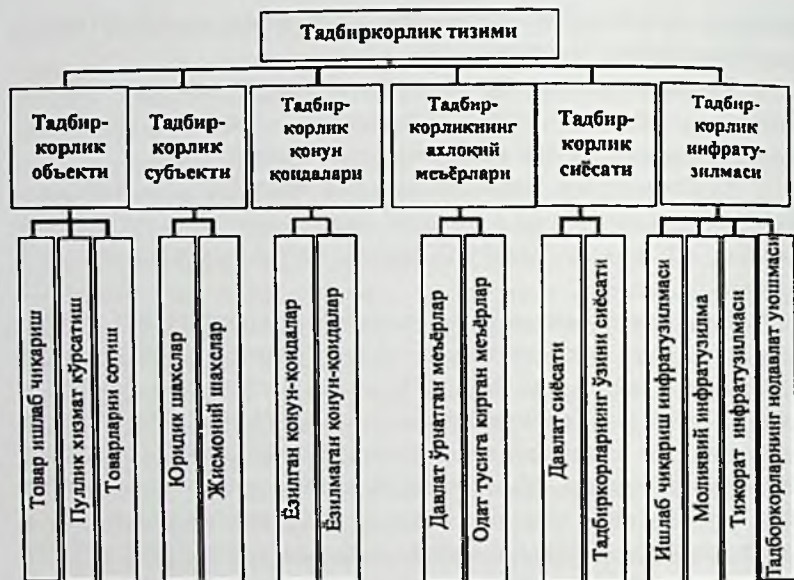 Тадбиркорлик тизими
Тадбир-
корлик
объекти
Тадбир-
корлик
субъекти
Тадбир-
корлик
қонун
қоидалари
Тадбир-
корликнинг
ахлоқий
меъёрлари
Тадбир-
корлик
сиёсати
Тадбир-
корлик
инфрату-
зилмаси
Товар ишлаб чиқариш
Пуллик хизмат кўрсатиш
Товарларни сотиш
Юридик шахслар
Жисмоний шахслар
Ёзилган қонун-қоидалар
Ёзилмаган қонун-қоидалар
Давлат ўрнатган меъёрлар
Одат тусига кирган меъёрлар
Давлат сиёсати
Тадбиркорларнинг ўзини сиёсати
Ишлаб чиқариш инфратузилмаси
Молиявий инфратузилма
Тижорат инфратузилмаси
Тадборкорларнинг нодавлат уюшмаси